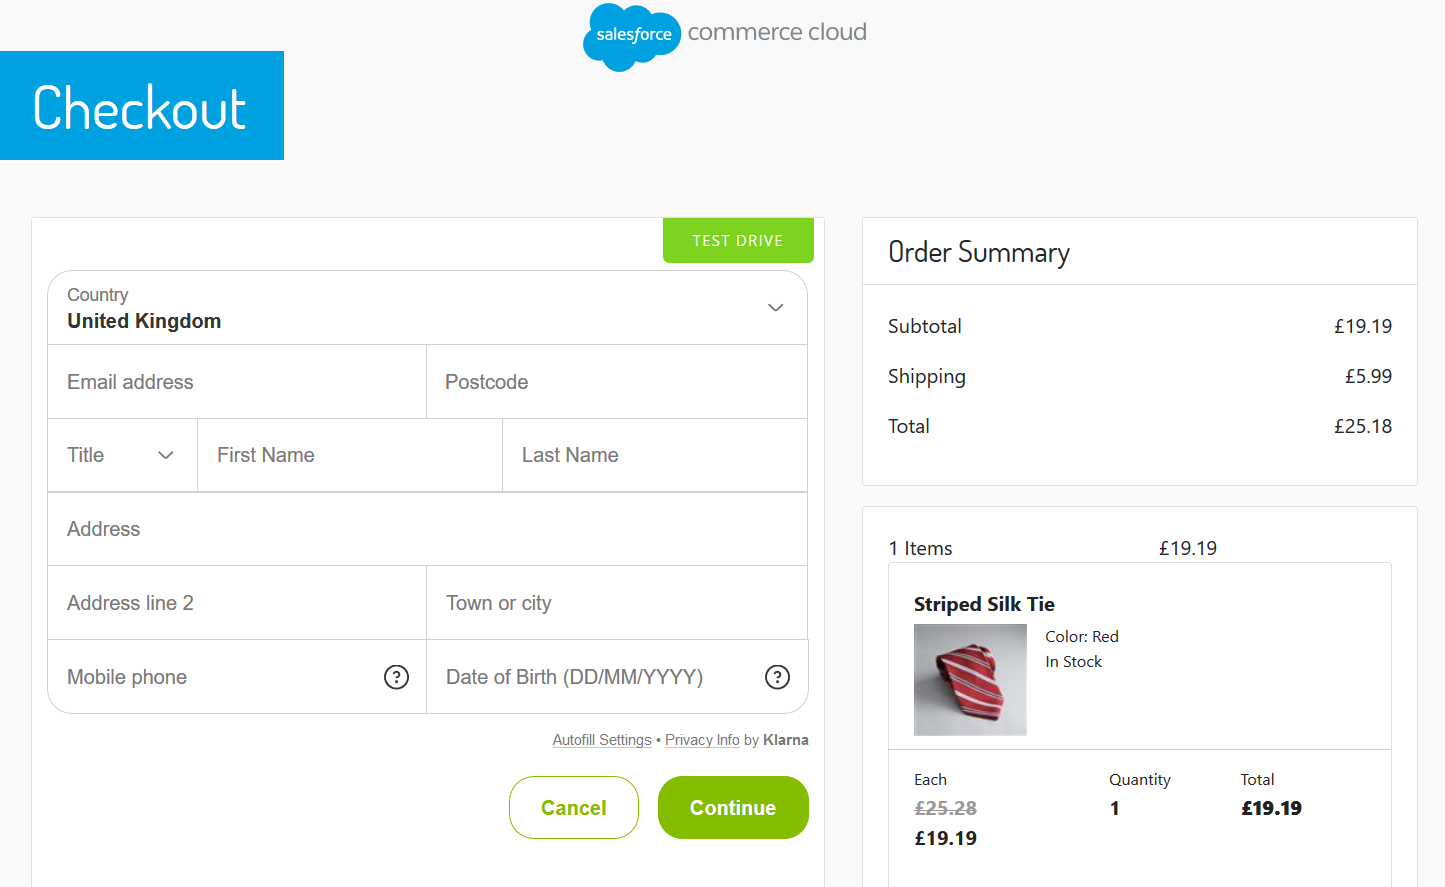 salesforce commerce cloud
Checkout
TEST DRIVE
Country
United Kingdom
Email address
Postcode
Title
First Name
Last Name
Address
Address line 2
Town or city
Mobile phone
?
Date of Birth (DD/MM/YYYY)
?
Autofill Settings • Privacy Info by Klarna
Cancel
Continue
Order Summary
Subtotal £19.19
Shipping £5.99
Total £25.18
1 Items £19.19
Striped Silk Tie
Color: Red
In Stock
Each Quantity Total
£25.28 1 £19.19
£19.19